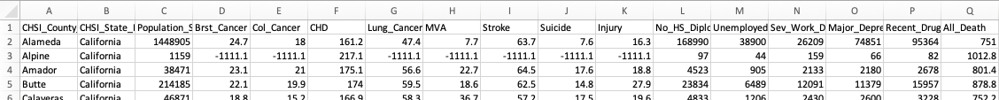 A B C D E F G H I J K L M N O P Q
1 CHSI_County CHSI_State_I Population_S Brst_Cancer Col_Cancer CHD Lung_Cancer MVA Stroke Suicide Injury No_HS_Diplo Unemployed Sev_Work_D Major_Depre Recent_Drug All_Death
2 Alameda California 1448905 24.7 18 161.2 47.4 7.7 63.7 7.6 16.3 168990 38900 26209 74851 95364 751
3 Alpine California 1159 -1111.1 -1111.1 217.1 -1111.1 -1111.1 -1111.1 -1111.1 -1111.1 97 44 159 66 82 1012.8
4 Amador California 38471 23.1 21 175.1 56.6 22.7 64.5 17.6 18.8 4523 905 2133 2180 2678 801.4
5 Butte California 214185 22.1 19.9 174 59.5 18.6 62.5 14.8 27.9 23834 6489 12091 11379 15957 878.8
6 Calaveras California 46871 18.8 15.2 166.9 58.3 36.7 57.2 17.5 19.6 4833 1206 2430 2600 3228 752.2